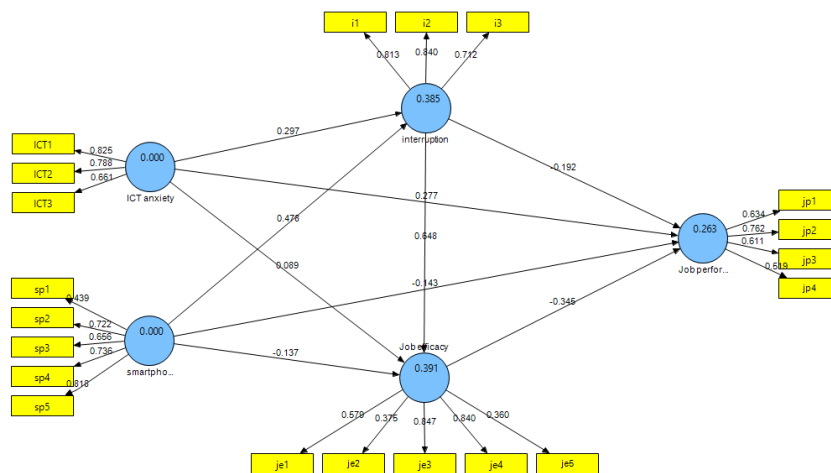 i1
i2
i3
0.813
0.840
0.712
0.385
interruption
ICT1
ICT2
ICT3
0.825
0.788
0.661
0.000
ICT anxiety
0.297
-0.192
0.277
0.476
0.648
0.089
-0.143
-0.345
-0.137
jp1
jp2
jp3
jp4
0.634
0.762
0.611
0.519
0.263
Job perfor...
sp1
sp2
sp3
sp4
sp5
0.439
0.722
0.656
0.736
0.818
0.000
smartpho...
Job efficacy
0.391
0.579
0.375
0.847
0.840
0.360
je1
je2
je3
je4
je5